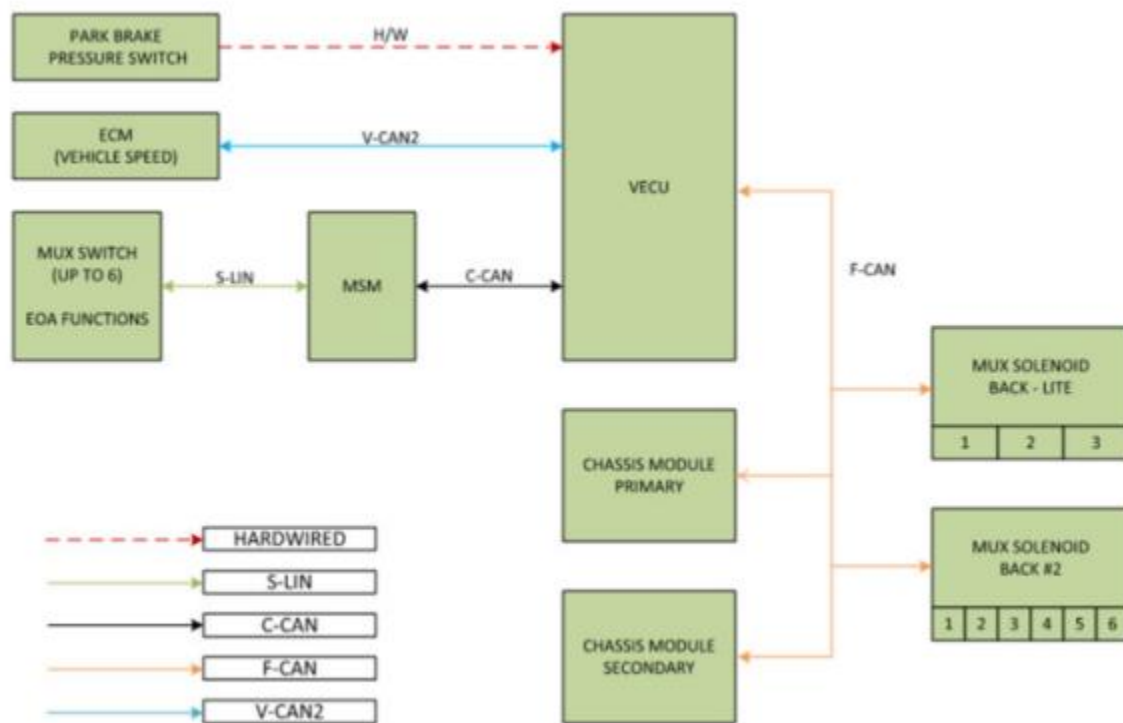 PARK BRAKE
PRESSURE SWITCH
H/W
ECM
(VEHICLE SPEED)
V-CAN2
VECU
MUX SWITCH
(UP TO 6)
EOA FUNCTIONS
S-LIN
MSM
C-CAN
F-CAN
MUX SOLENOID
BACK - LITE
1 2 3
CHASSIS MODULE
PRIMARY
MUX SOLENOID
BACK #2
1 2 3 4 5 6
CHASSIS MODULE
SECONDARY
HARDWIRED
S-LIN
C-CAN
F-CAN
V-CAN2